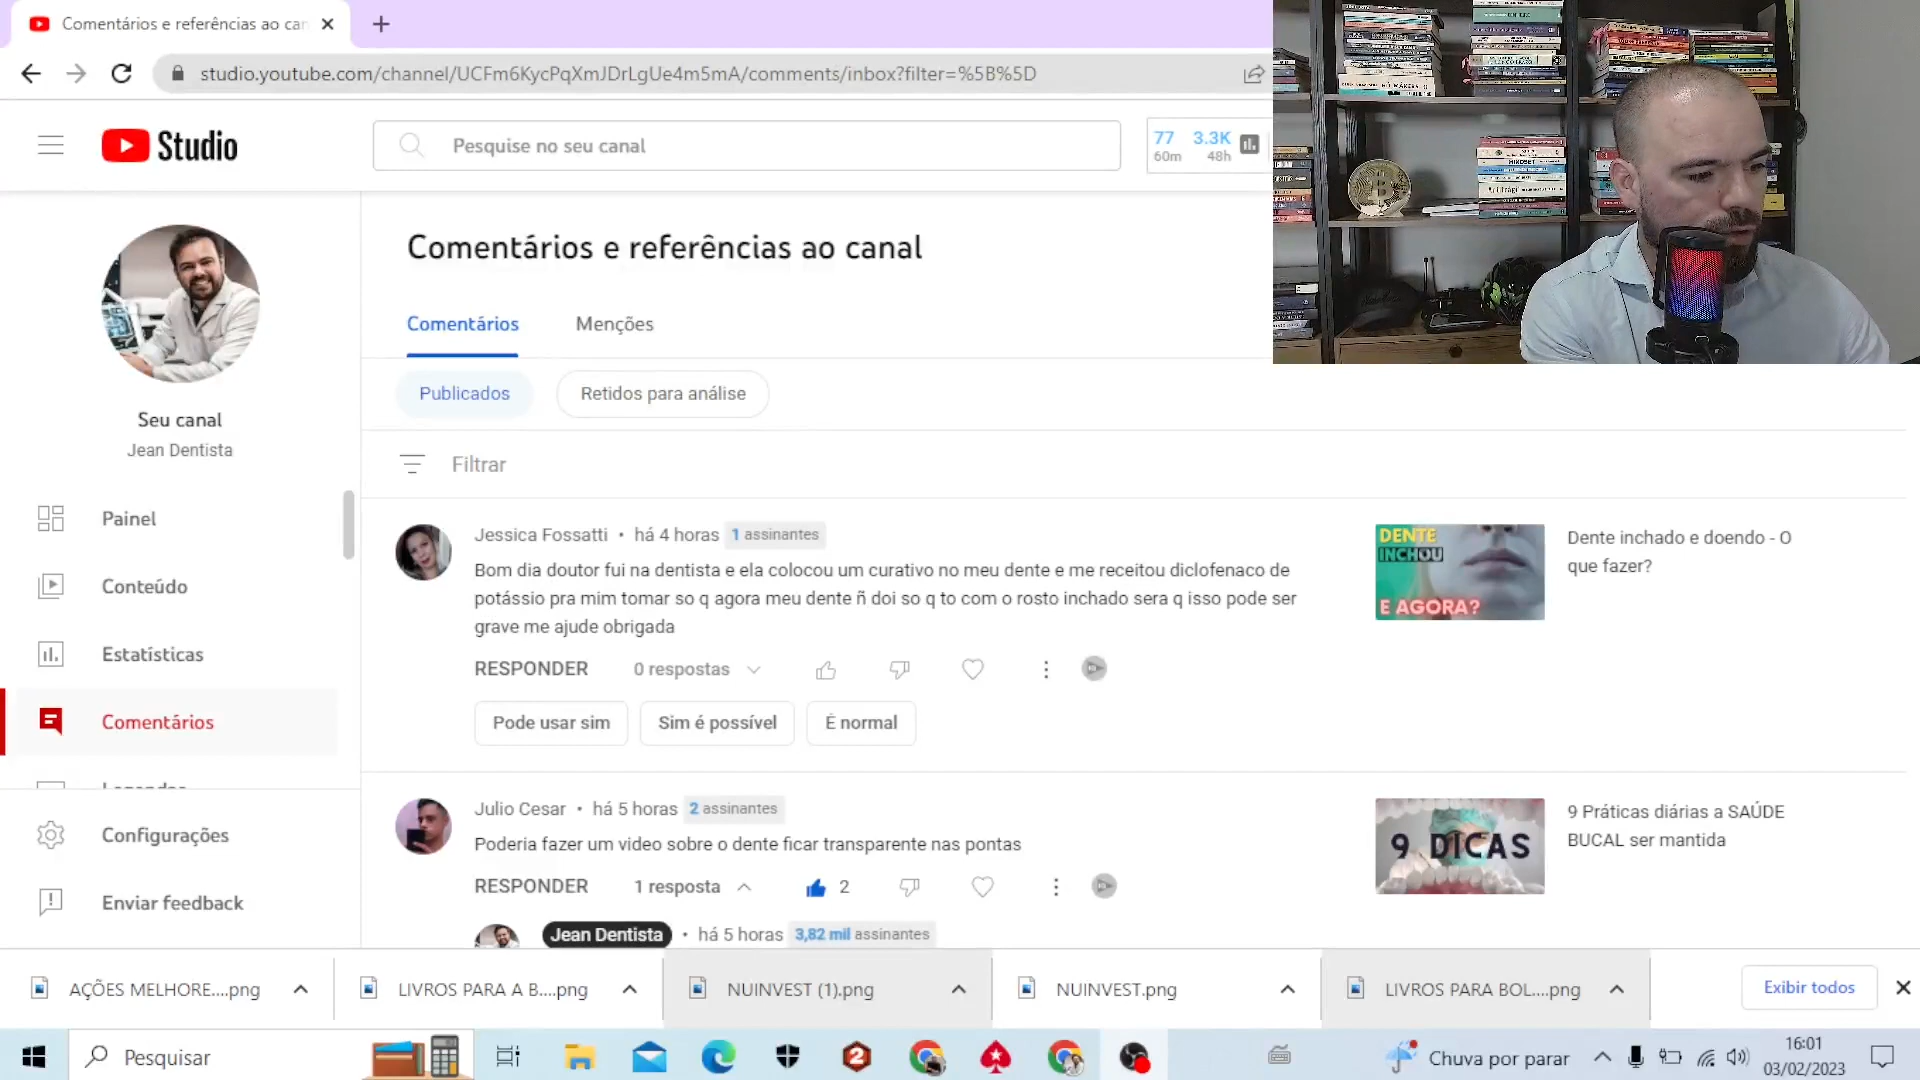 Comentários e referências ao can
studio.youtube.com/channel/UCFm6KycPqXmJDrLgUe4m5mA/comments/inbox?filter=%5B%5D
Studio
Pesquise no seu canal
77 3.3K
60m 48h
Seu canal
Jean Dentista
Painel
Conteúdo
Estatísticas
Comentários
Legendas
Configurações
Enviar feedback
Comentários e referências ao canal
Comentários Menções
Publicados Retidos para análise
Filtrar
Jessica Fossatti • há 4 horas 1 assinantes
Bom dia doutor fui na dentista e ela colocou um curativo no meu dente e me receitou diclofenaco de
potássio pra mim tomar so q agora meu dente ñ doi so q to com o rosto inchado sera q isso pode ser
grave me ajude obrigada
RESPONDER 0 respostas
Pode usar sim Sim é possível É normal
DENTE
INCHOU
E AGORA?
Dente inchado e doendo - O
que fazer?
Julio Cesar • há 5 horas 2 assinantes
Poderia fazer um video sobre o dente ficar transparente nas pontas
RESPONDER 1 resposta 2
9 DICAS
9 Práticas diárias a SAÚDE
BUCAL ser mantida
Jean Dentista • há 5 horas 3,82 mil assinantes
AÇÕES MELHORE....png
LIVROS PARA A B....png
NUINVEST (1).png
NUINVEST.png
LIVROS PARA BOL....png
Exibir todos
Pesquisar
Chuva por parar
16:01
03/02/2023